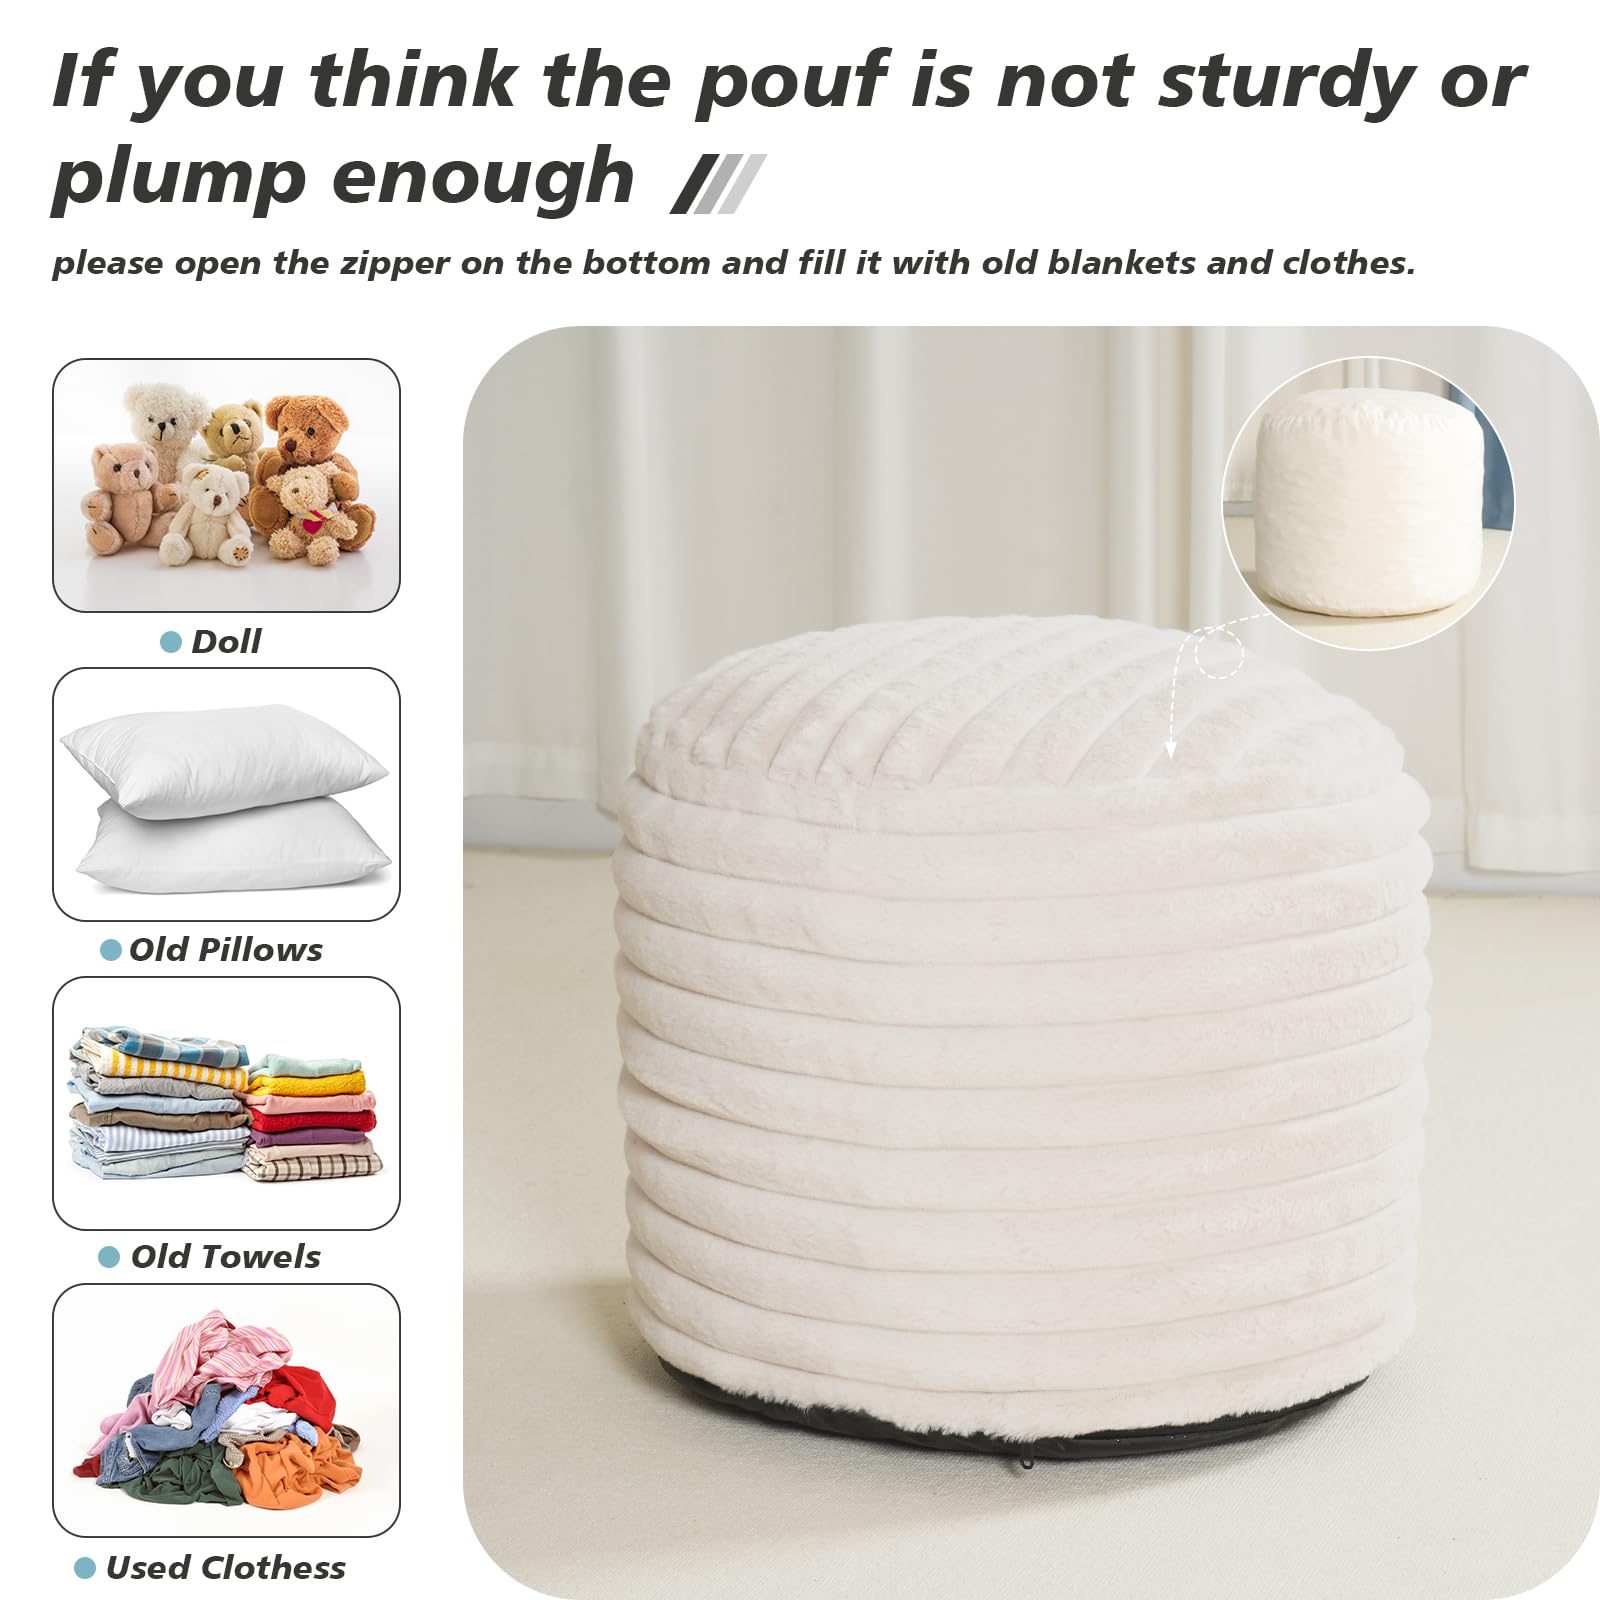 If you think the pouf is not sturdy or
plump enough
please open the zipper on the bottom and fill it with old blankets and clothes.
Doll
Old Pillows
Old Towels
Used Clothess